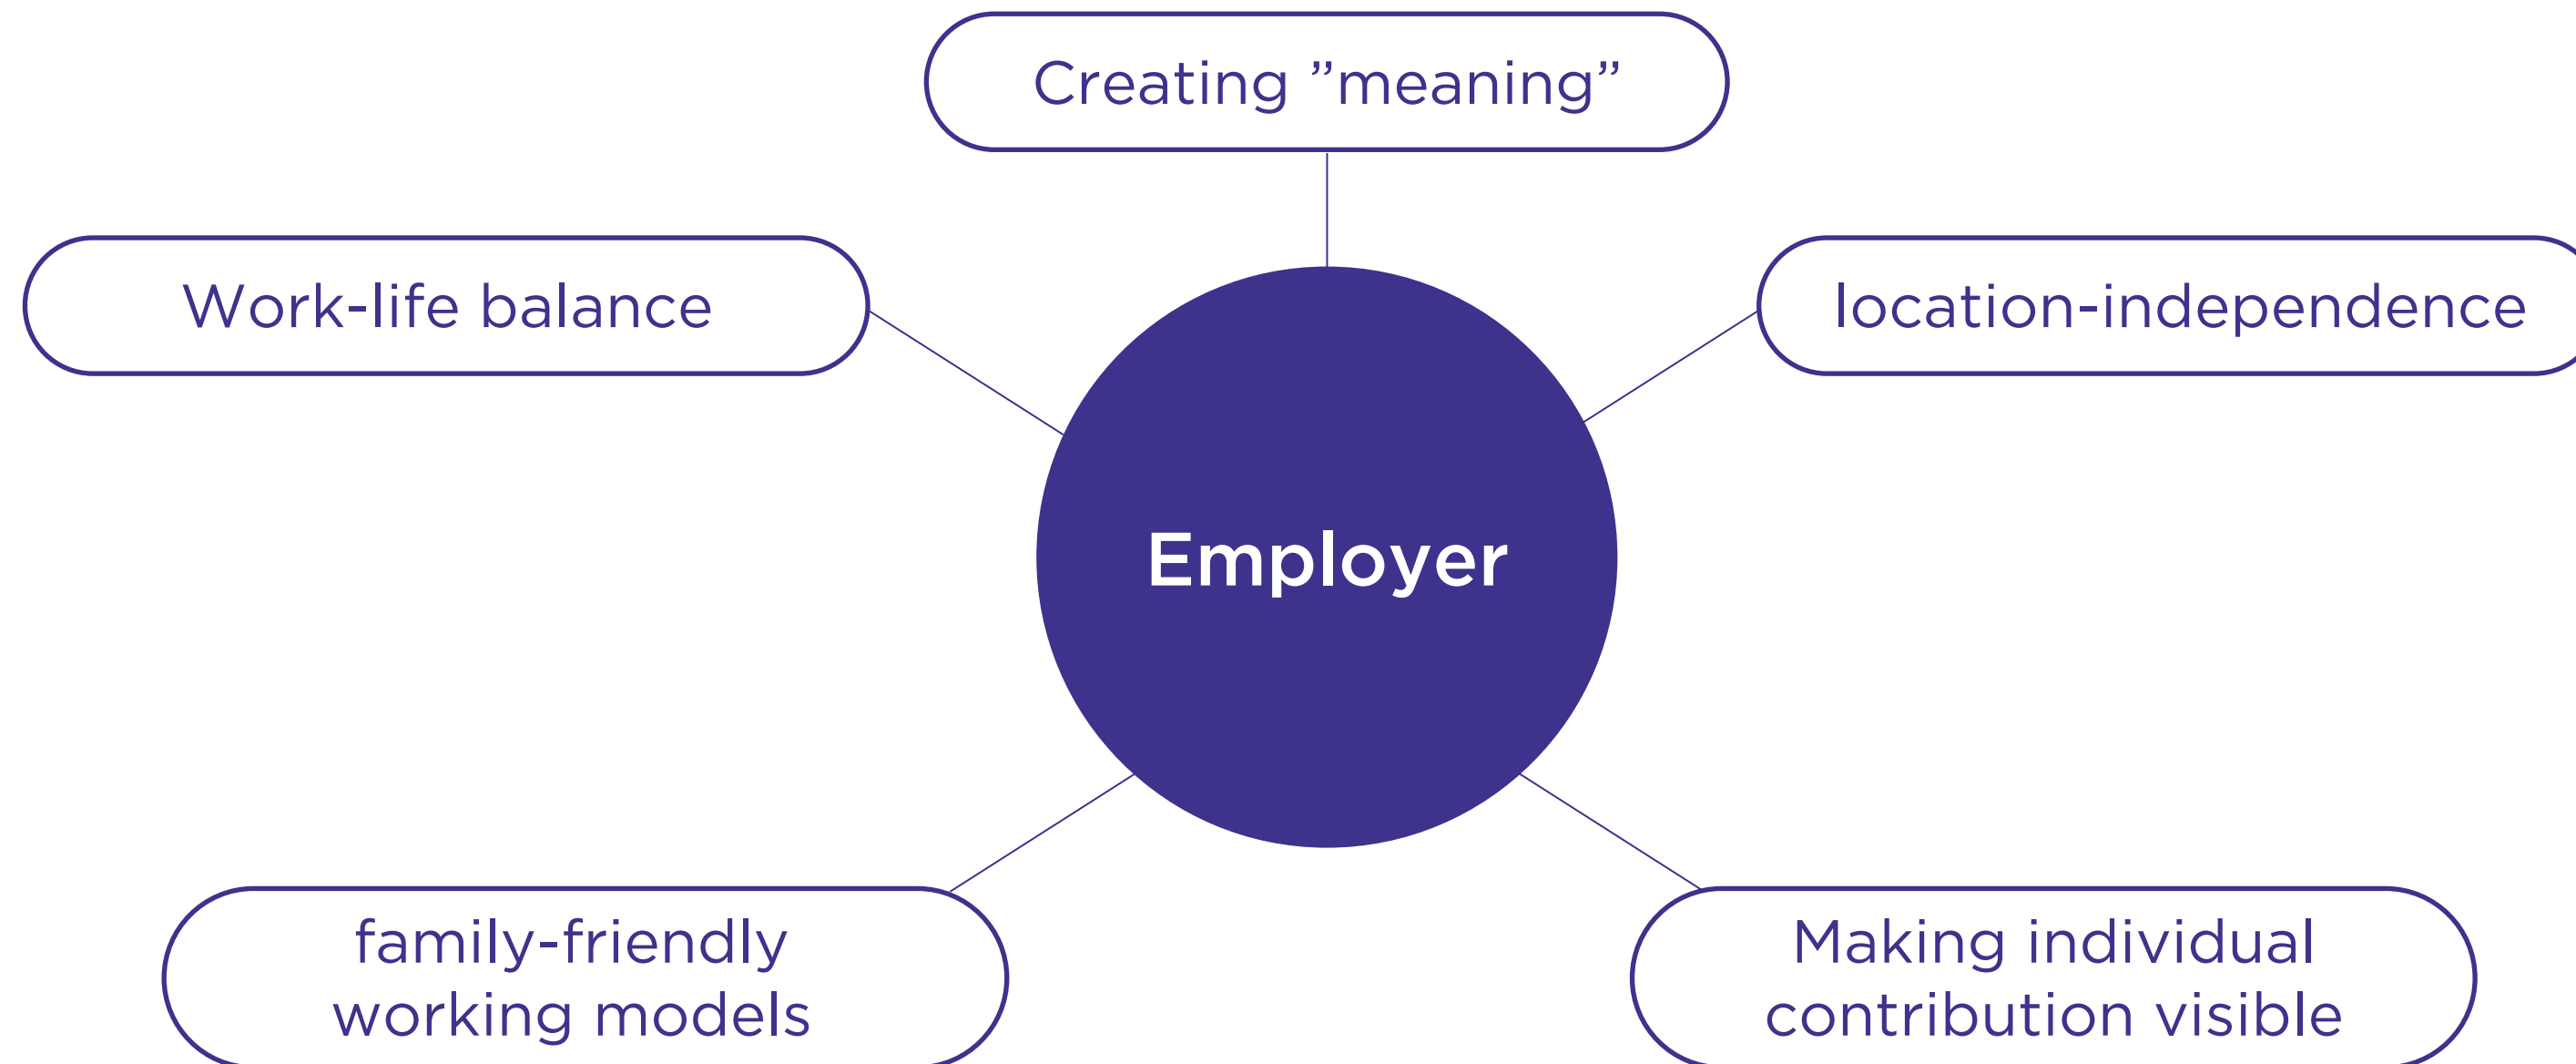 Creating ”meaning”
Work-life balance
location-independence
Employer
family-friendly
working models
Making individual
contribution visible